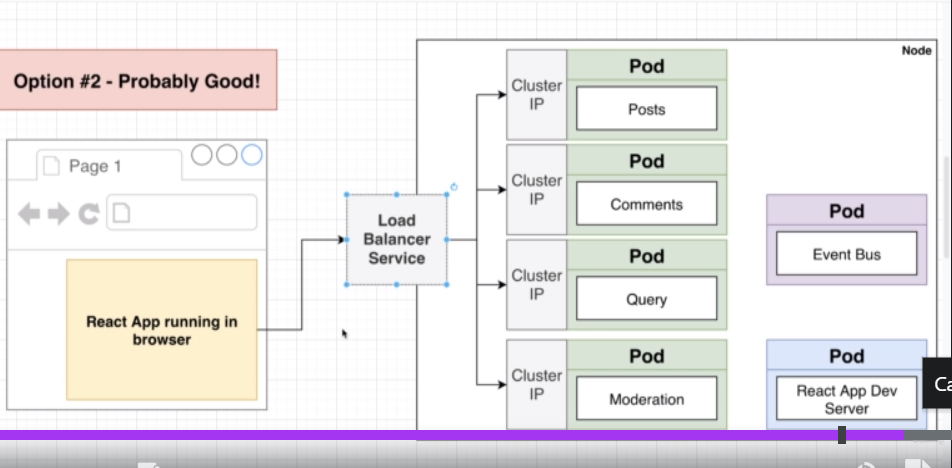 Node
Option #2 - Probably Good!
Page 1
React App running in
browser
Load
Balancer
Service
Cluster
IP
Pod
Posts
Cluster
IP
Pod
Comments
Cluster
IP
Pod
Query
Cluster
IP
Pod
Moderation
Pod
Event Bus
Pod
React App Dev
Server
Ca